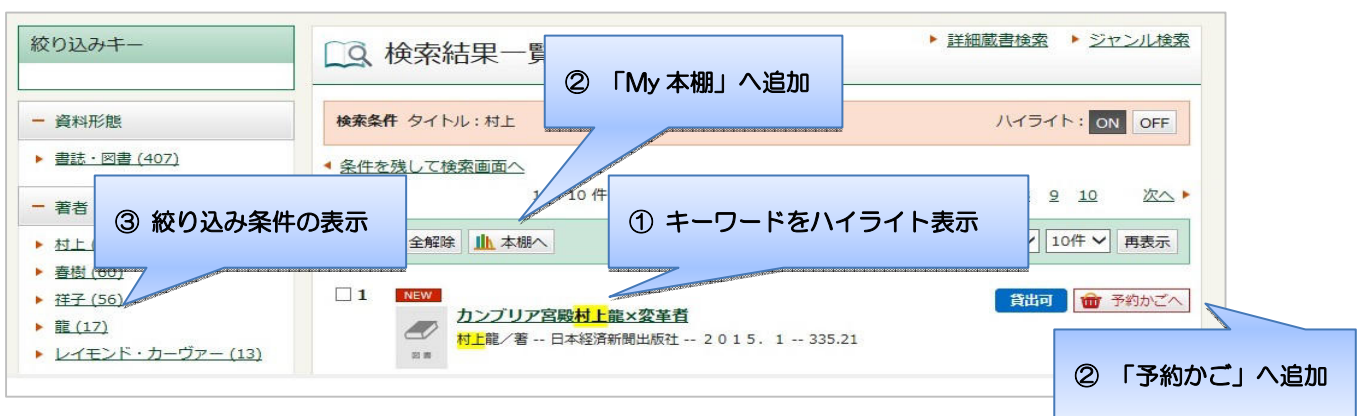 絞り込みキー
検索結果一覧
詳細蔵書検索 ジャンル検索
② 「My 本棚」へ追加
資料形態
検索条件 タイトル：村上
ハイライト： ON OFF
書誌・図書 (407)
条件を残して検索画面へ
10 件
9 10 次へ
著者
③ 絞り込み条件の表示
① キーワードをハイライト表示
全解除 本棚へ
10件 再表示
村上
春樹 (60)
祥子 (56)
龍 (17)
レイモンド・カーヴァー (13)
1 NEW
カンブリア宮殿村上龍×変革者
貸出可 予約かごへ
村上龍／著 -- 日本経済新聞出版社 -- ２０１５．１ -- 335.21
図書
② 「予約かご」へ追加